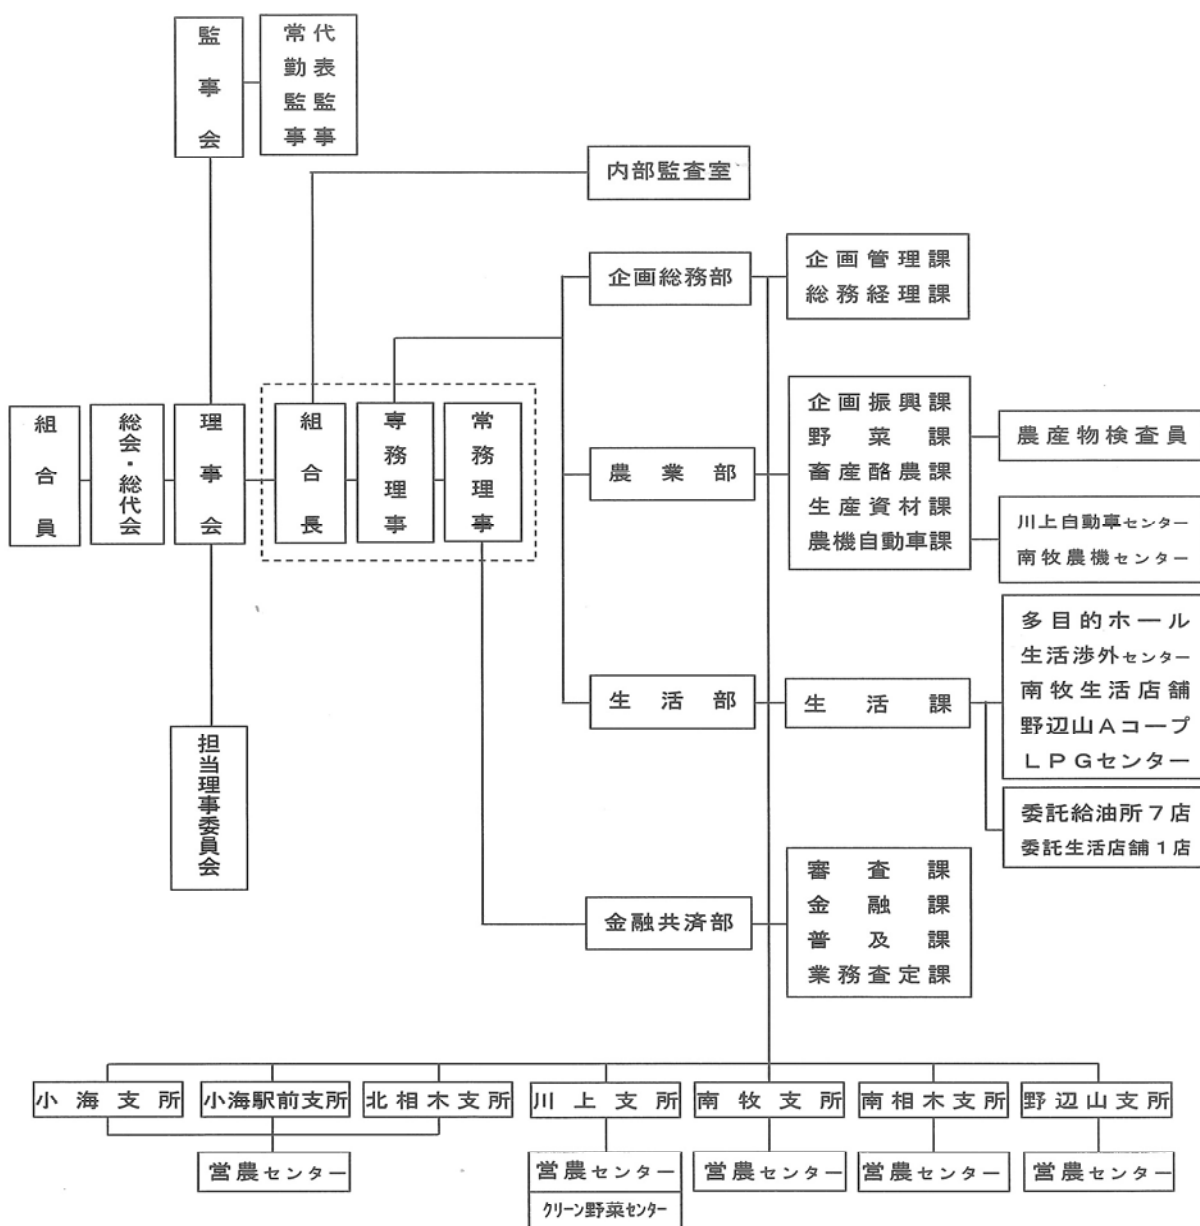 監事会
代表監事
常勤監事
内部監査室
企画総務部
企画管理課
総務経理課
組合員
総会・総代会
理事会
組合長
専務理事
常務理事
農業部
企画振興課
野菜課
畜産酪農課
生産資材課
農機自動車課
農産物検査員
川上自動車センター
南牧農機センター
生活部
生活課
多目的ホール
生活渉外センター
南牧生活店舗
野辺山Aコープ
LPGセンター
委託給油所7店
委託生活店舗1店
担当理事委員会
金融共済部
審査課
金融課
普及課
業務査定課
小海支所
小海駅前支所
北相木支所
川上支所
南牧支所
南相木支所
野辺山支所
営農センター
営農センター
クリーン野菜センター
営農センター
営農センター
営農センター